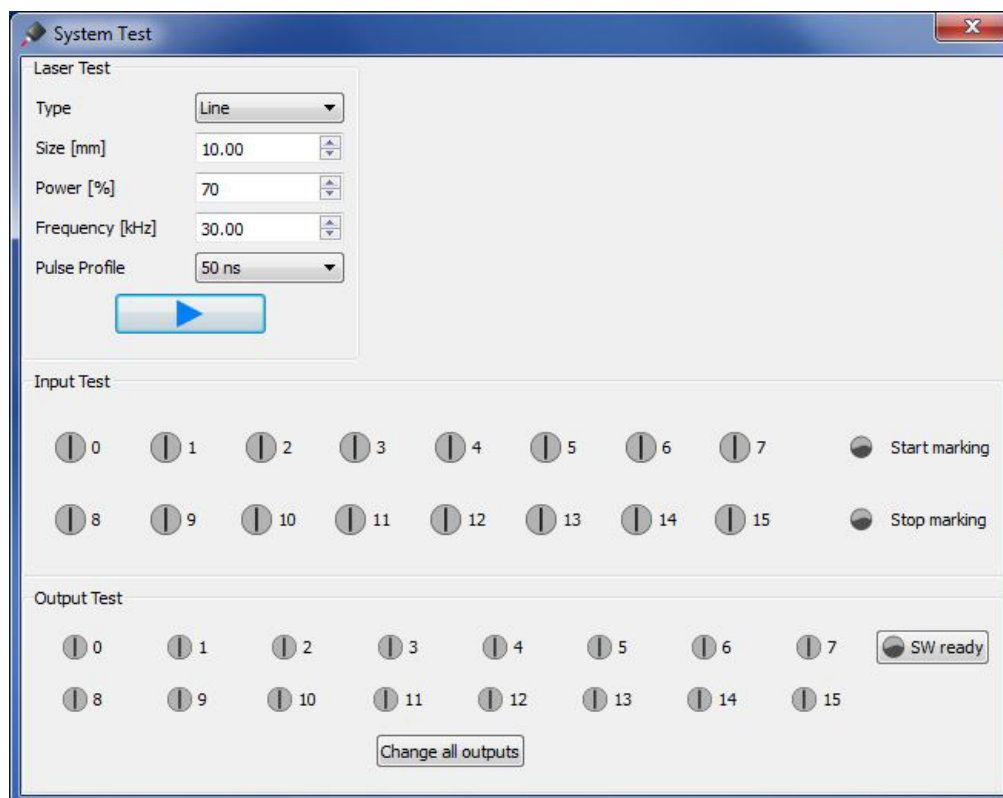 System Test
Laser Test
Type Line
Size [mm] 10.00
Power [%] 70
Frequency [kHz] 30.00
Pulse Profile 50 ns
Input Test
0 1 2 3 4 5 6 7 Start marking
8 9 10 11 12 13 14 15 Stop marking
Output Test
0 1 2 3 4 5 6 7 SW ready
8 9 10 11 12 13 14 15
Change all outputs